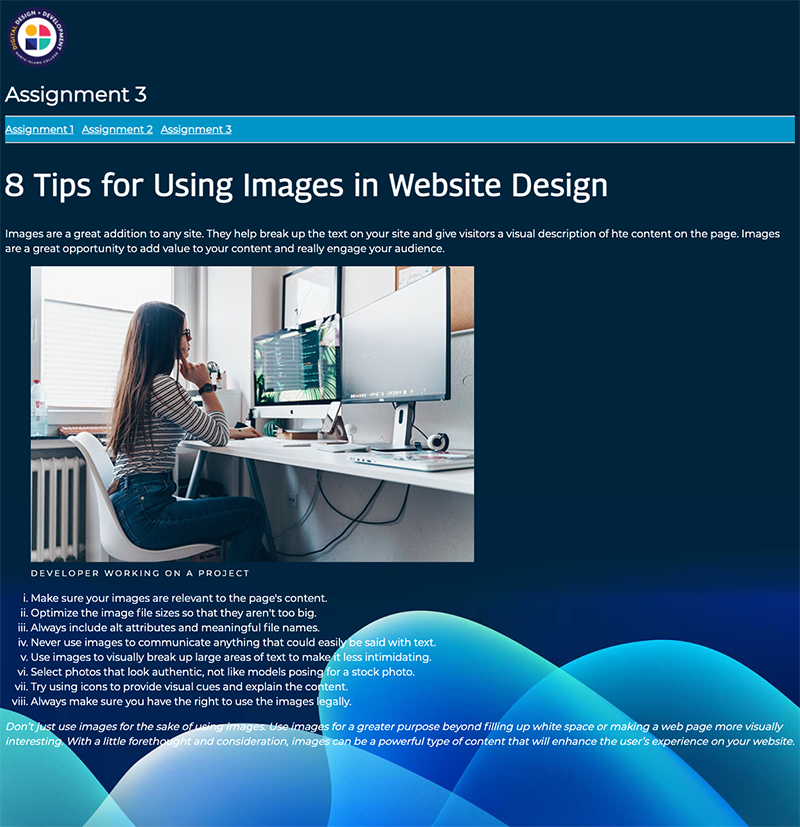 DIGITAL DESIGN + DEVELOPMENT
NORTH ISLAND COLLEGE
Assignment 3
Assignment 1 Assignment 2 Assignment 3
8 Tips for Using Images in Website Design
Images are a great addition to any site. They help break up the text on your site and give visitors a visual description of hte content on the page. Images
are a great opportunity to add value to your content and really engage your audience.
DEVELOPER WORKING ON A PROJECT
i. Make sure your images are relevant to the page's content.
ii. Optimize the image file sizes so that they aren't too big.
iii. Always include alt attributes and meaningful file names.
iv. Never use images to communicate anything that could easily be said with text.
v. Use images to visually break up large areas of text to make it less intimidating.
vi. Select photos that look authentic, not like models posing for a stock photo.
vii. Try using icons to provide visual cues and explain the content.
viii. Always make sure you have the right to use the images legally.
Don't just use images for the sake of using images. Use images for a greater purpose beyond filling up white space or making a web page more visually
interesting. With a little forethought and consideration, images can be a powerful type of content that will enhance the user's experience on your website.